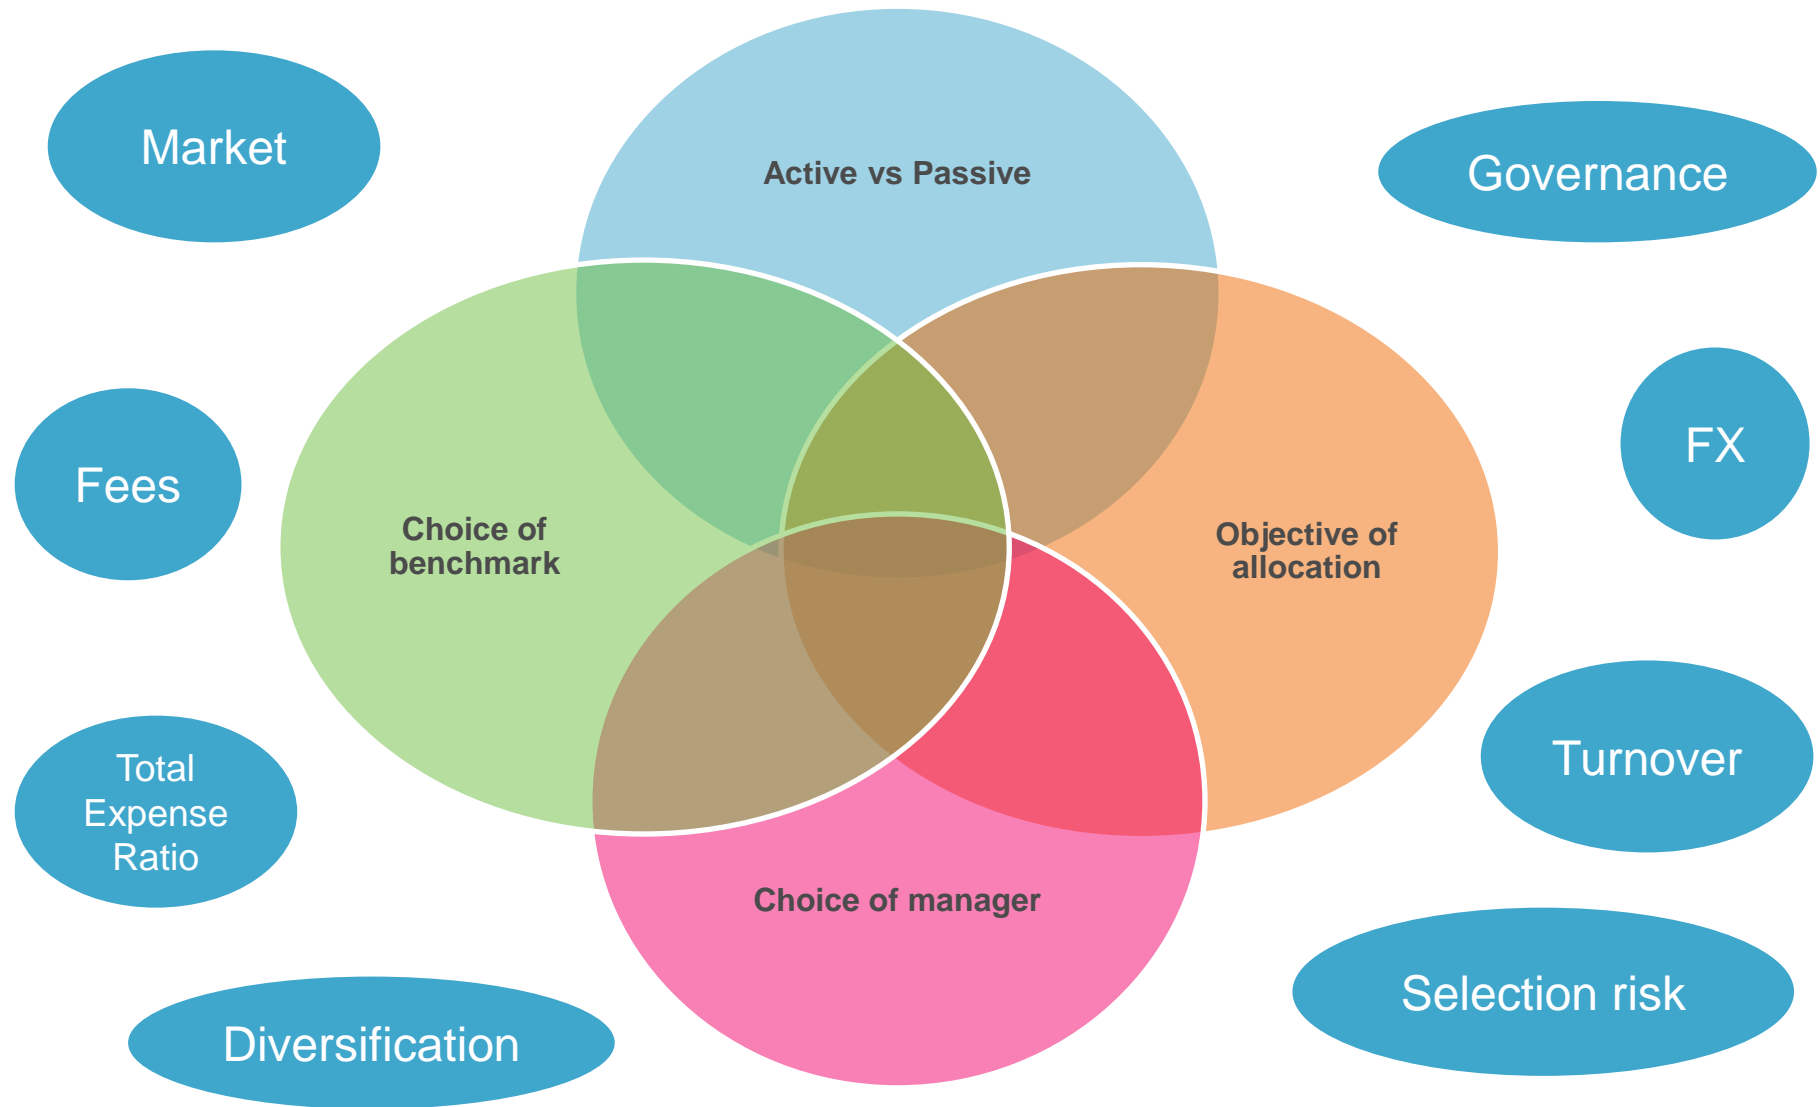 Market
Active vs Passive
Governance
Fees
FX
Choice of
benchmark
Objective of
allocation
Total
Expense
Ratio
Turnover
Choice of manager
Selection risk
Diversification